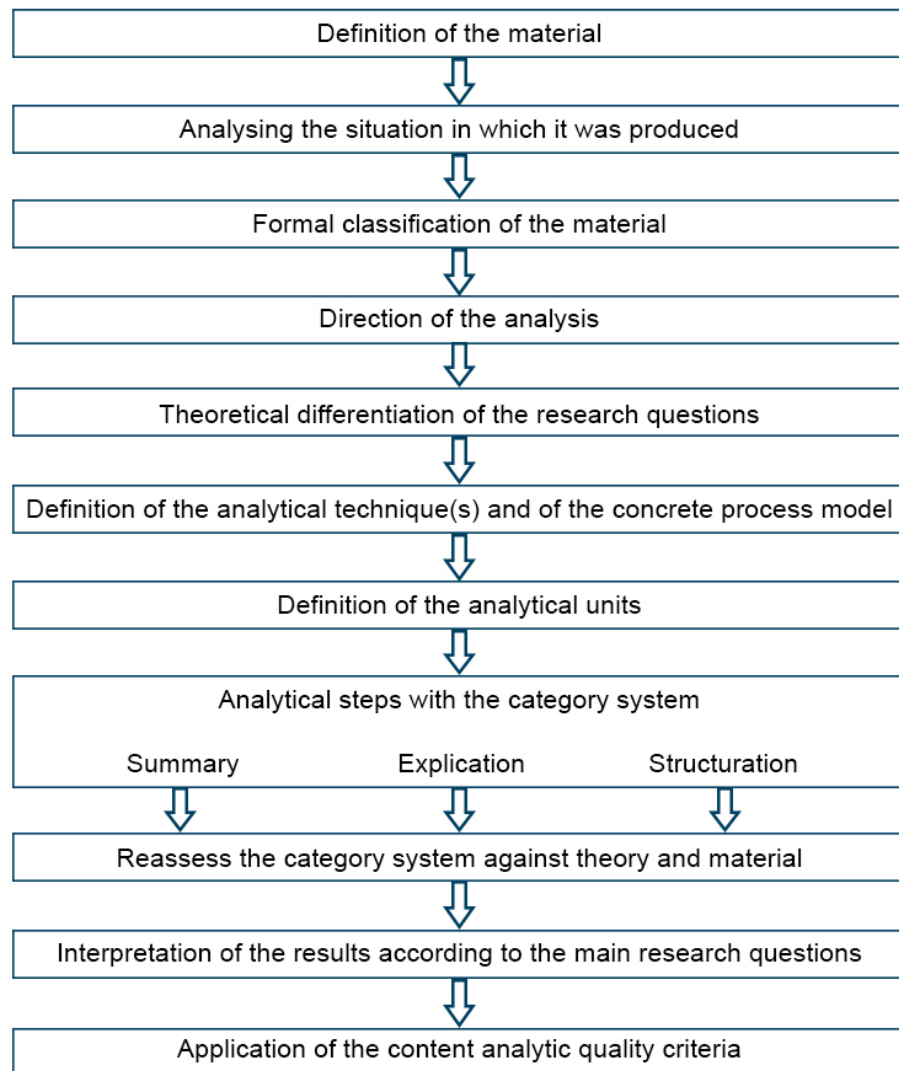 Definition of the material
Analysing the situation in which it was produced
Formal classification of the material
Direction of the analysis
Theoretical differentiation of the research questions
Definition of the analytical technique(s) and of the concrete process model
Definition of the analytical units
Analytical steps with the category system
Summary Explication Structuration
Reassess the category system against theory and material
Interpretation of the results according to the main research questions
Application of the content analytic quality criteria